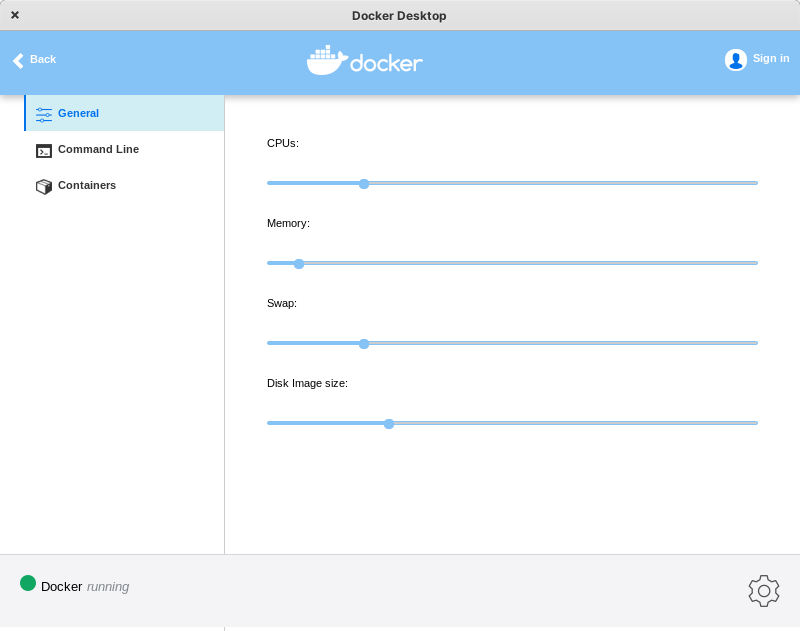 Docker Desktop
Back
docker
Sign in
General
Command Line
Containers
CPUs:
Memory:
Swap:
Disk Image size:
Docker running